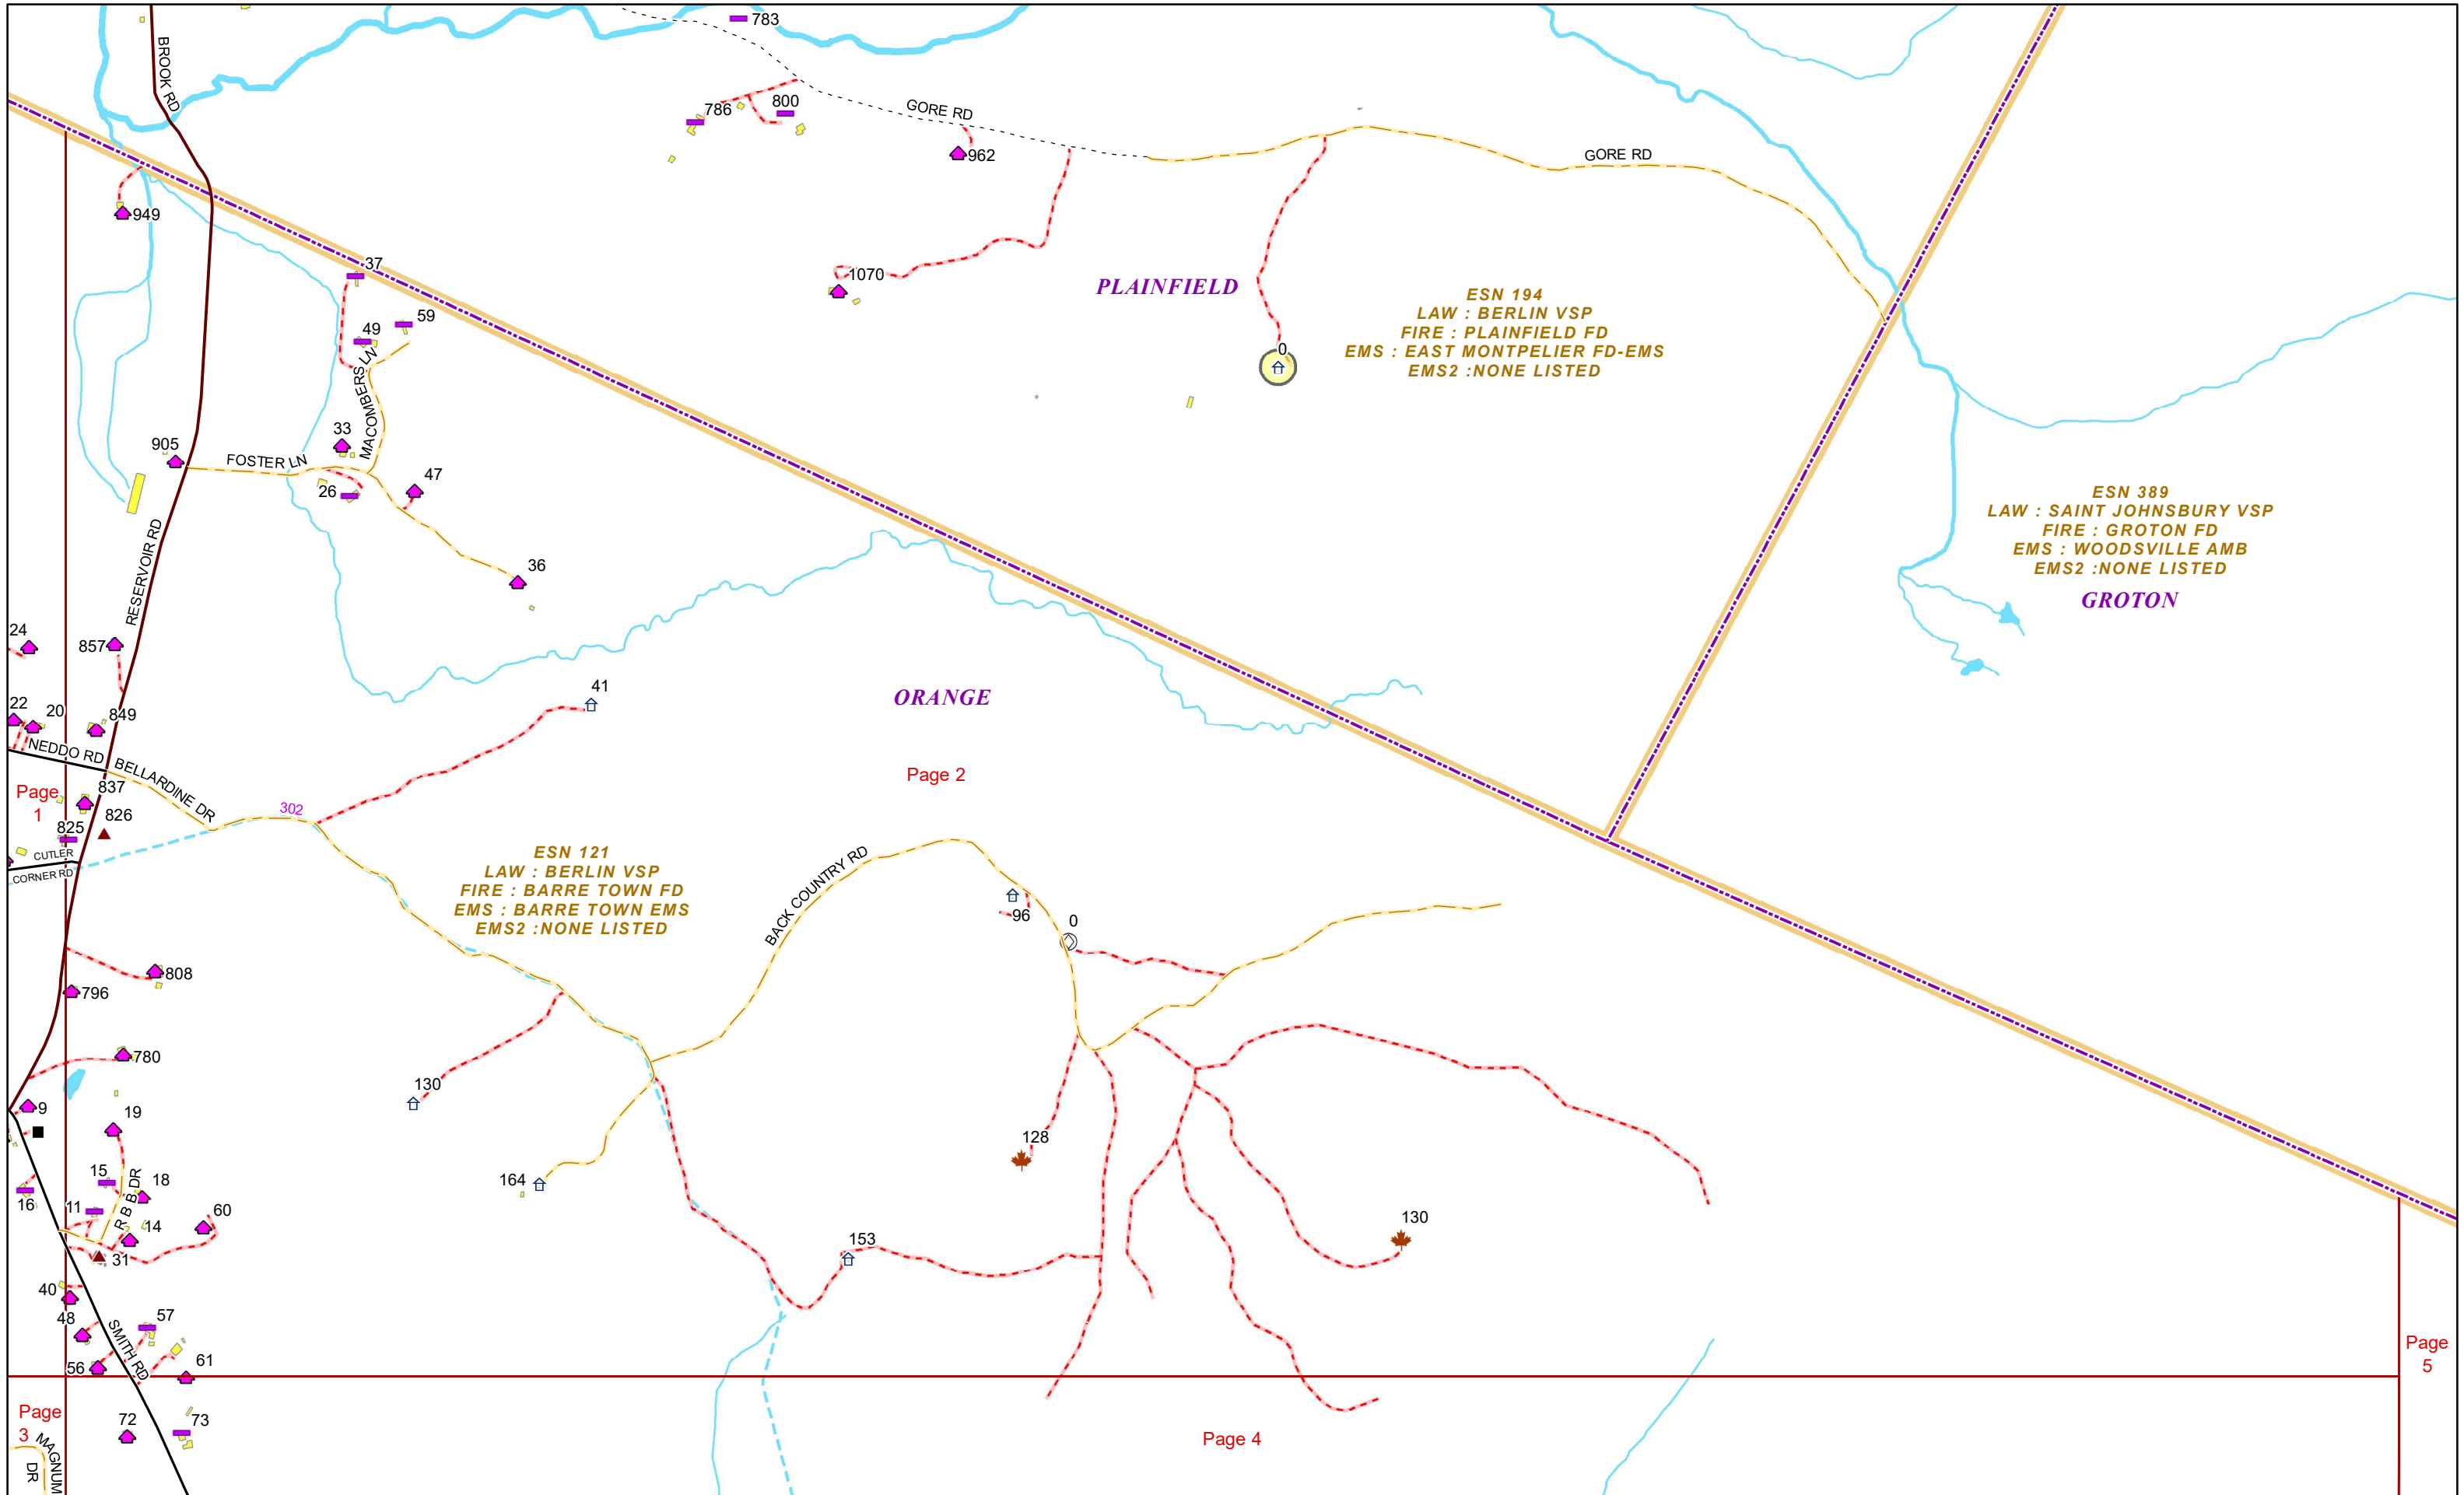 783
BROOK RD
786
800
GORE RD
962
GORE RD
949
37
1070
PLAINFIELD
ESN 194
LAW : BERLIN VSP
FIRE : PLAINFIELD FD
EMS : EAST MONTPELIER FD-EMS
EMS2 :NONE LISTED
59
49
0
MACOMBERS LN
33
905
FOSTER LN
47
26
ESN 389
LAW : SAINT JOHNSBURY VSP
FIRE : GROTON FD
EMS : WOODSVILLE AMB
EMS2 :NONE LISTED
GROTON
RESERVOIR RD
36
24
857
41
ORANGE
22
20
849
NEDDO RD
BELLARDINE DR
Page 2
Page
1
837
826
302
825
CUTLER
CORNER RD
ESN 121
LAW : BERLIN VSP
FIRE : BARRE TOWN FD
EMS : BARRE TOWN EMS
EMS2 :NONE LISTED
BACK COUNTRY RD
96
0
808
796
780
130
9
19
128
15
18
164
R B B DR
16
11
14
60
130
31
153
40
48
57
SMITH RD
56
61
Page
5
Page
3
72
73
Page 4
MAGNUM
DR